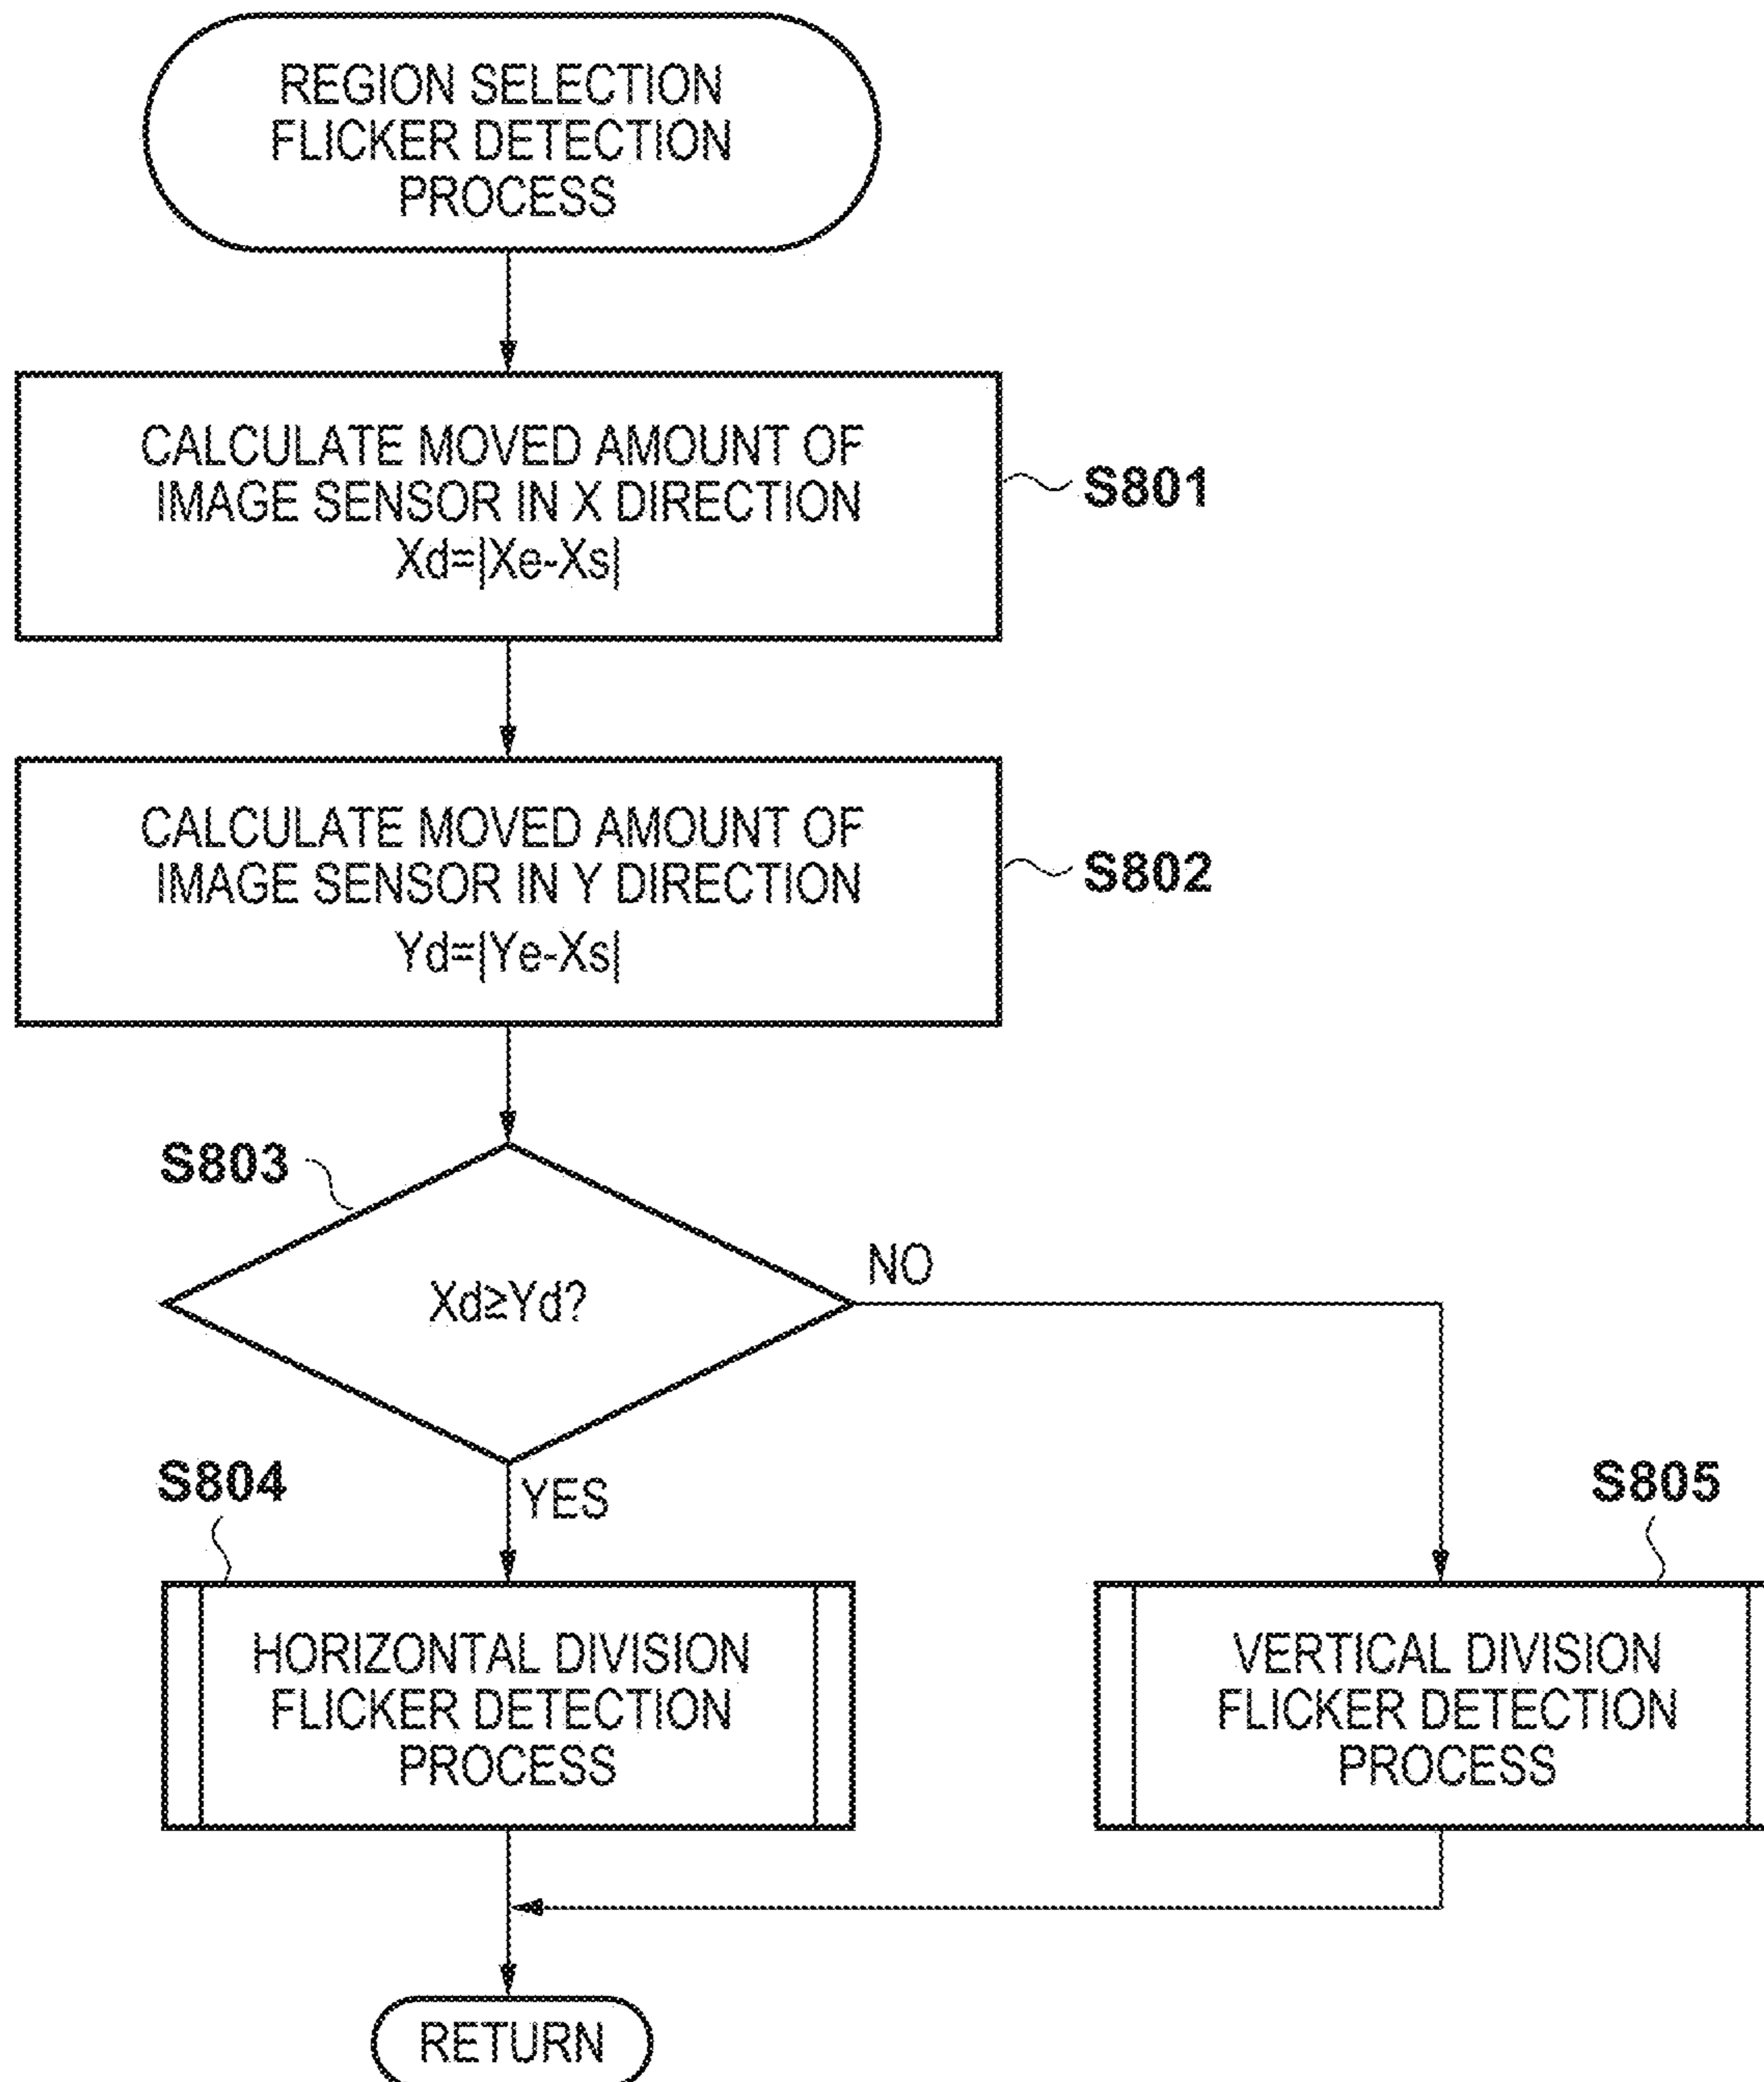 REGION SELECTION
FLICKER DETECTION
PROCESS
CALCULATE MOVED AMOUNT OF
IMAGE SENSOR IN X DIRECTION
Xd=|Xe-Xs|
S801
CALCULATE MOVED AMOUNT OF
IMAGE SENSOR IN Y DIRECTION
Yd=|Ye-Xs|
S802
S803
Xd≥Yd?
NO
YES
S804
HORIZONTAL DIVISION
FLICKER DETECTION
PROCESS
S805
VERTICAL DIVISION
FLICKER DETECTION
PROCESS
RETURN